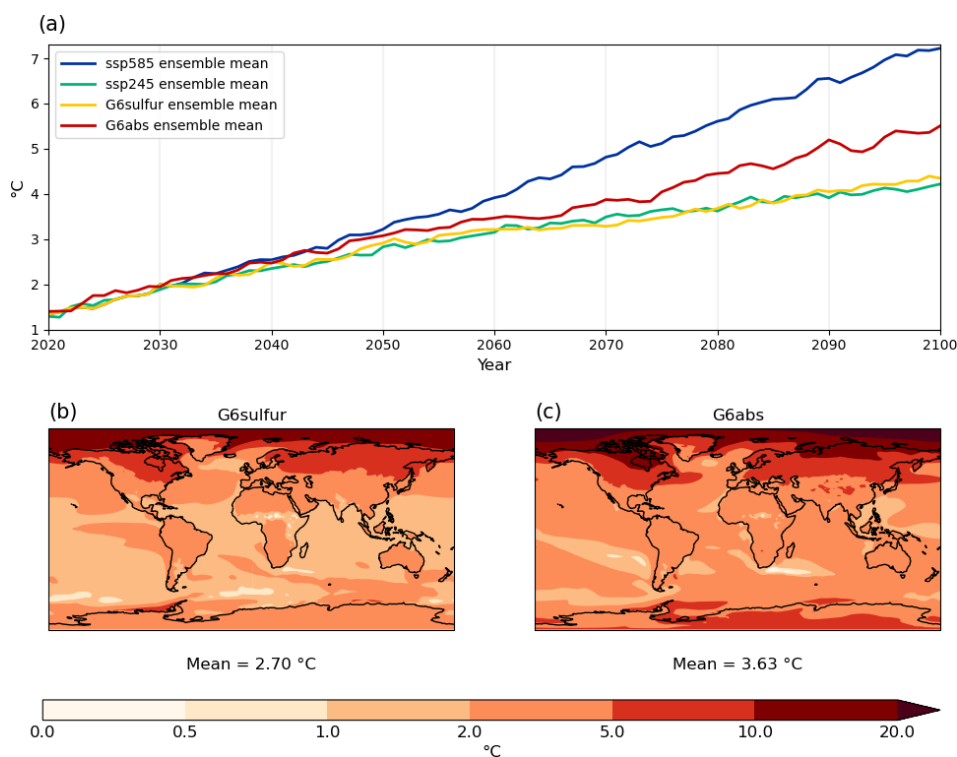 (a)
7
6
5
4
3
2
1
°C
ssp585 ensemble mean
ssp245 ensemble mean
G6sulfur ensemble mean
G6abs ensemble mean
2020 2030 2040 2050 2060 2070 2080 2090 2100
Year
(b)
G6sulfur
Mean = 2.70 °C
(c)
G6abs
Mean = 3.63 °C
0.0 0.5 1.0 2.0 5.0 10.0 20.0
°C